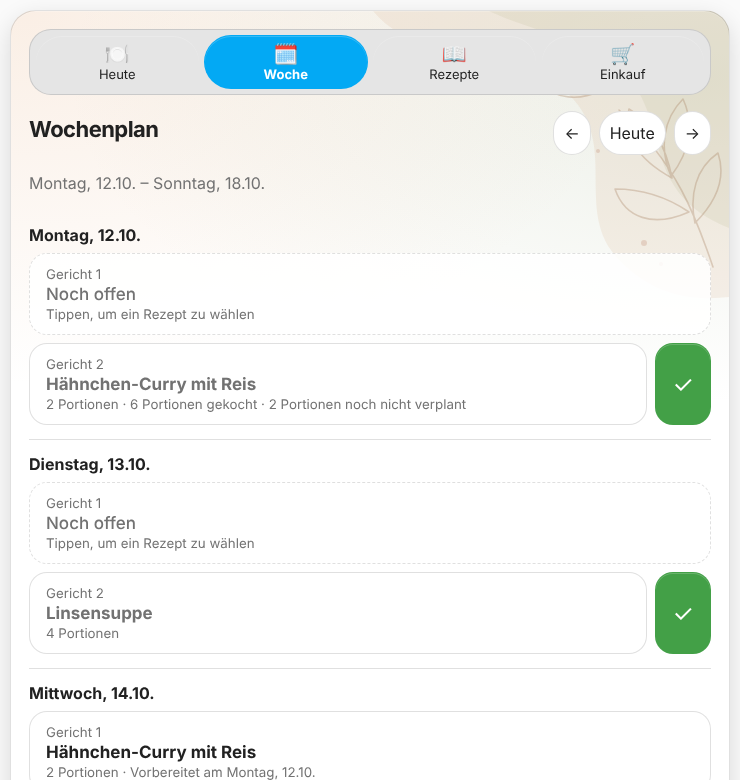 Heute
Woche
Rezepte
Einkauf
Wochenplan
← Heute →
Montag, 12.10. – Sonntag, 18.10.
Montag, 12.10.
Gericht 1
Noch offen
Tippen, um ein Rezept zu wählen
Gericht 2
Hähnchen-Curry mit Reis
2 Portionen · 6 Portionen gekocht · 2 Portionen noch nicht verplant
Dienstag, 13.10.
Gericht 1
Noch offen
Tippen, um ein Rezept zu wählen
Gericht 2
Linsensuppe
4 Portionen
Mittwoch, 14.10.
Gericht 1
Hähnchen-Curry mit Reis
2 Portionen · Vorbereitet am Montag, 12.10.